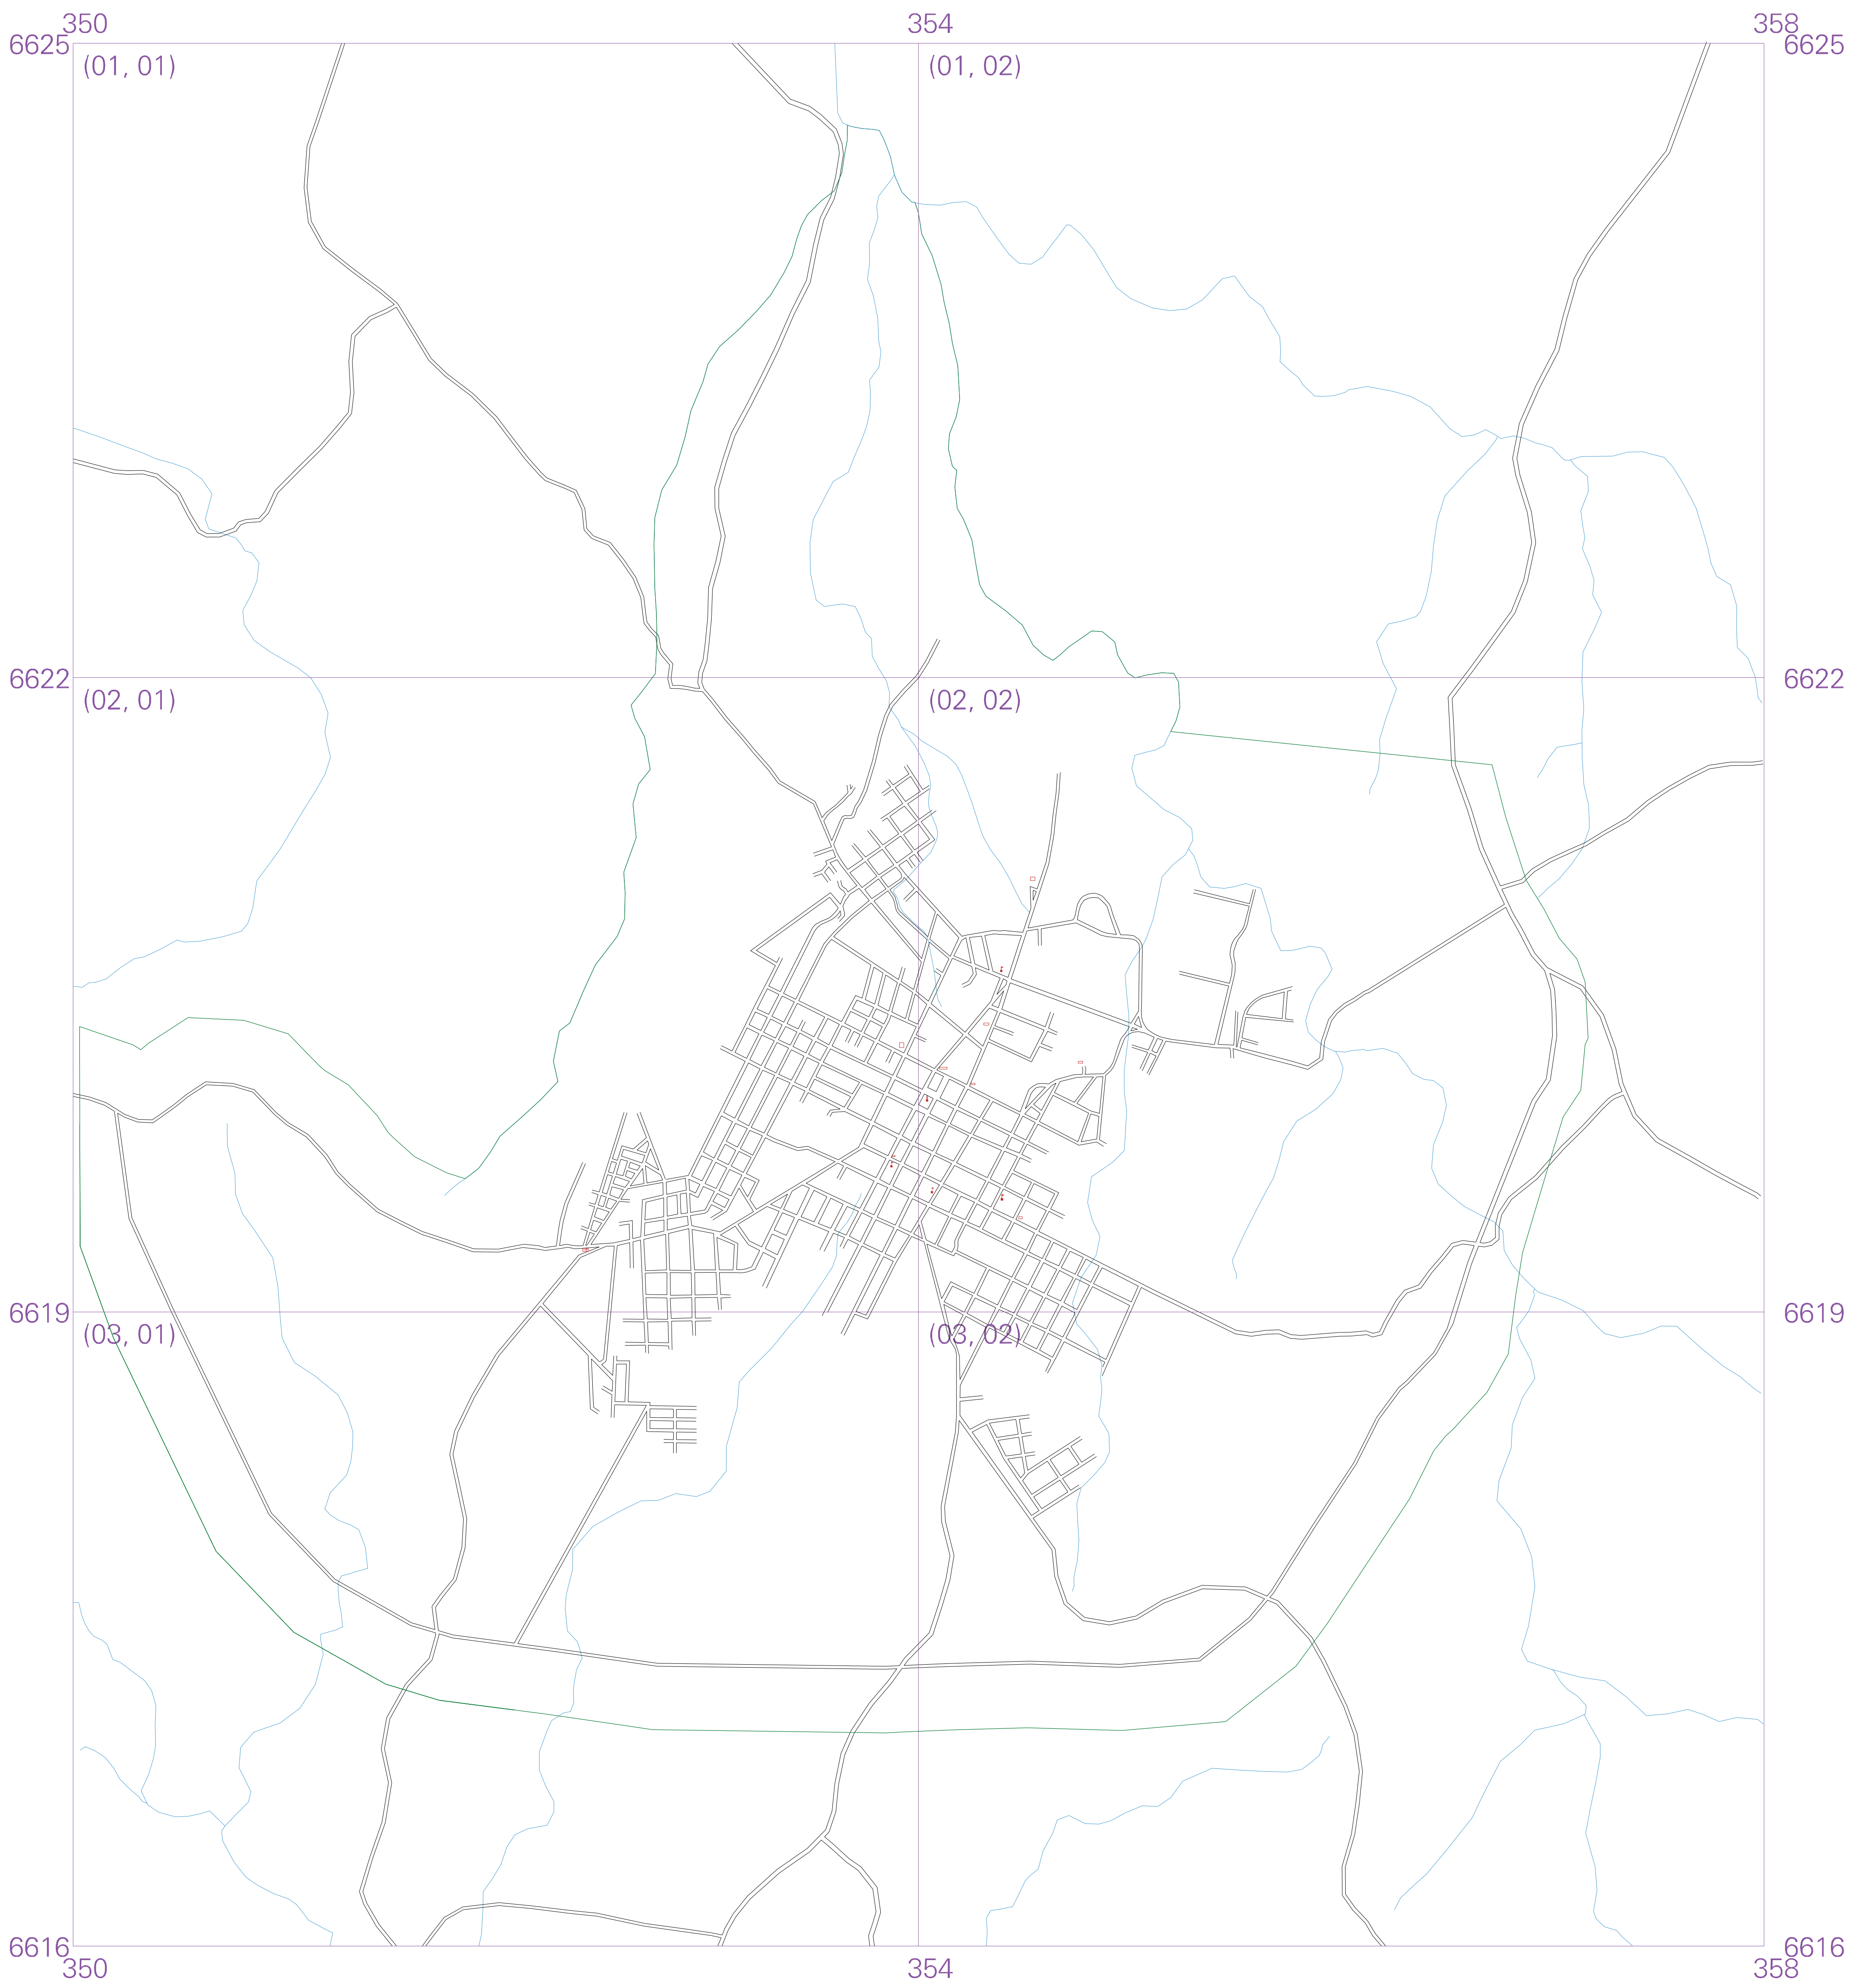 350 354 358
6625 6625
(01, 01) (01, 02)
6622 6622
(02, 01) (02, 02)
6619 6619
(03, 01) (03, 02)
6616 6616
350 354 358